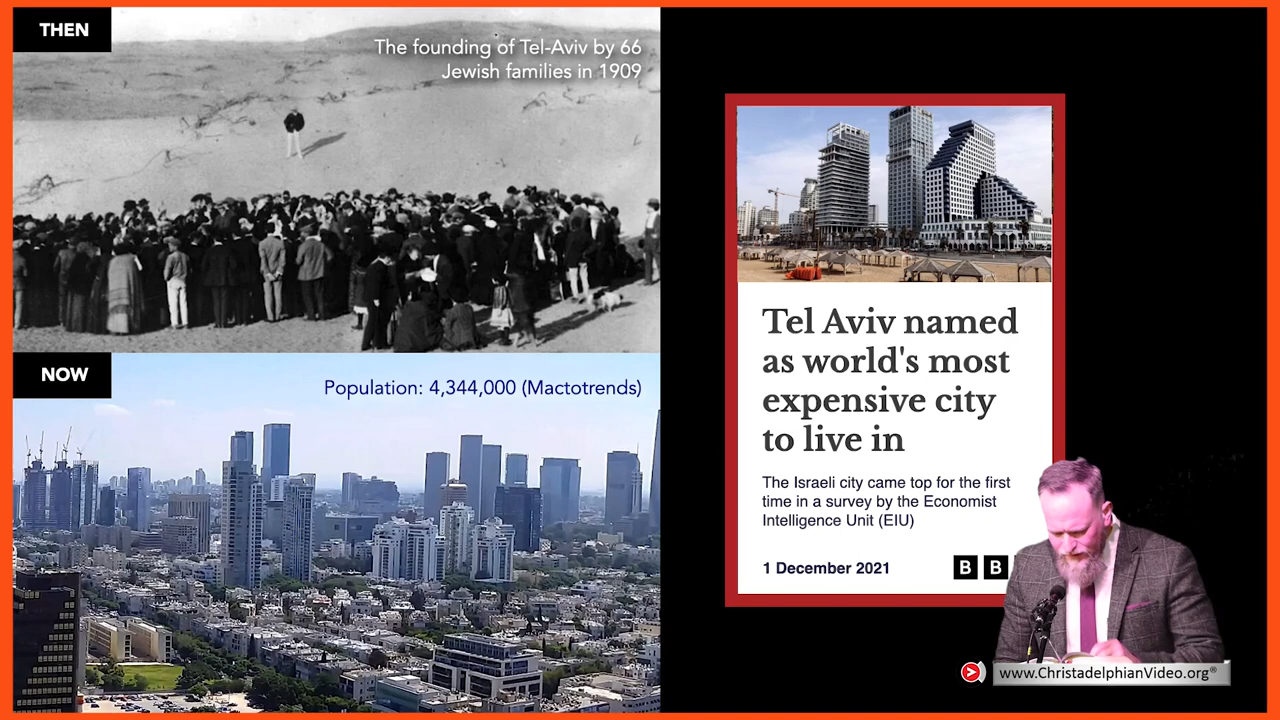 THEN
The founding of Tel-Aviv by 66
Jewish families in 1909
NOW
Population: 4,344,000 (Mactotrends)
Tel Aviv named
as world's most
expensive city
to live in
The Israeli city came top for the first
time in a survey by the Economist
Intelligence Unit (EIU)
1 December 2021
B B
www.ChristadelphianVideo.org®